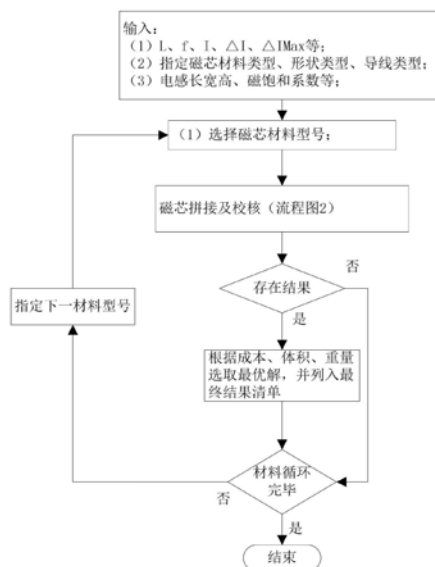 输入:
(1) L、f、I、△I、△IMax等;
(2) 指定磁芯材料类型、形状类型、导线类型;
(3) 电感长宽高、磁饱和系数等;
(1) 选择磁芯材料型号;
磁芯拼接及校核(流程图2)
否
存在结果
指定下一材料型号
是
根据成本、体积、重量
选取最优解,并列入最
终结果清单
材料循环
完毕
否
是
结束